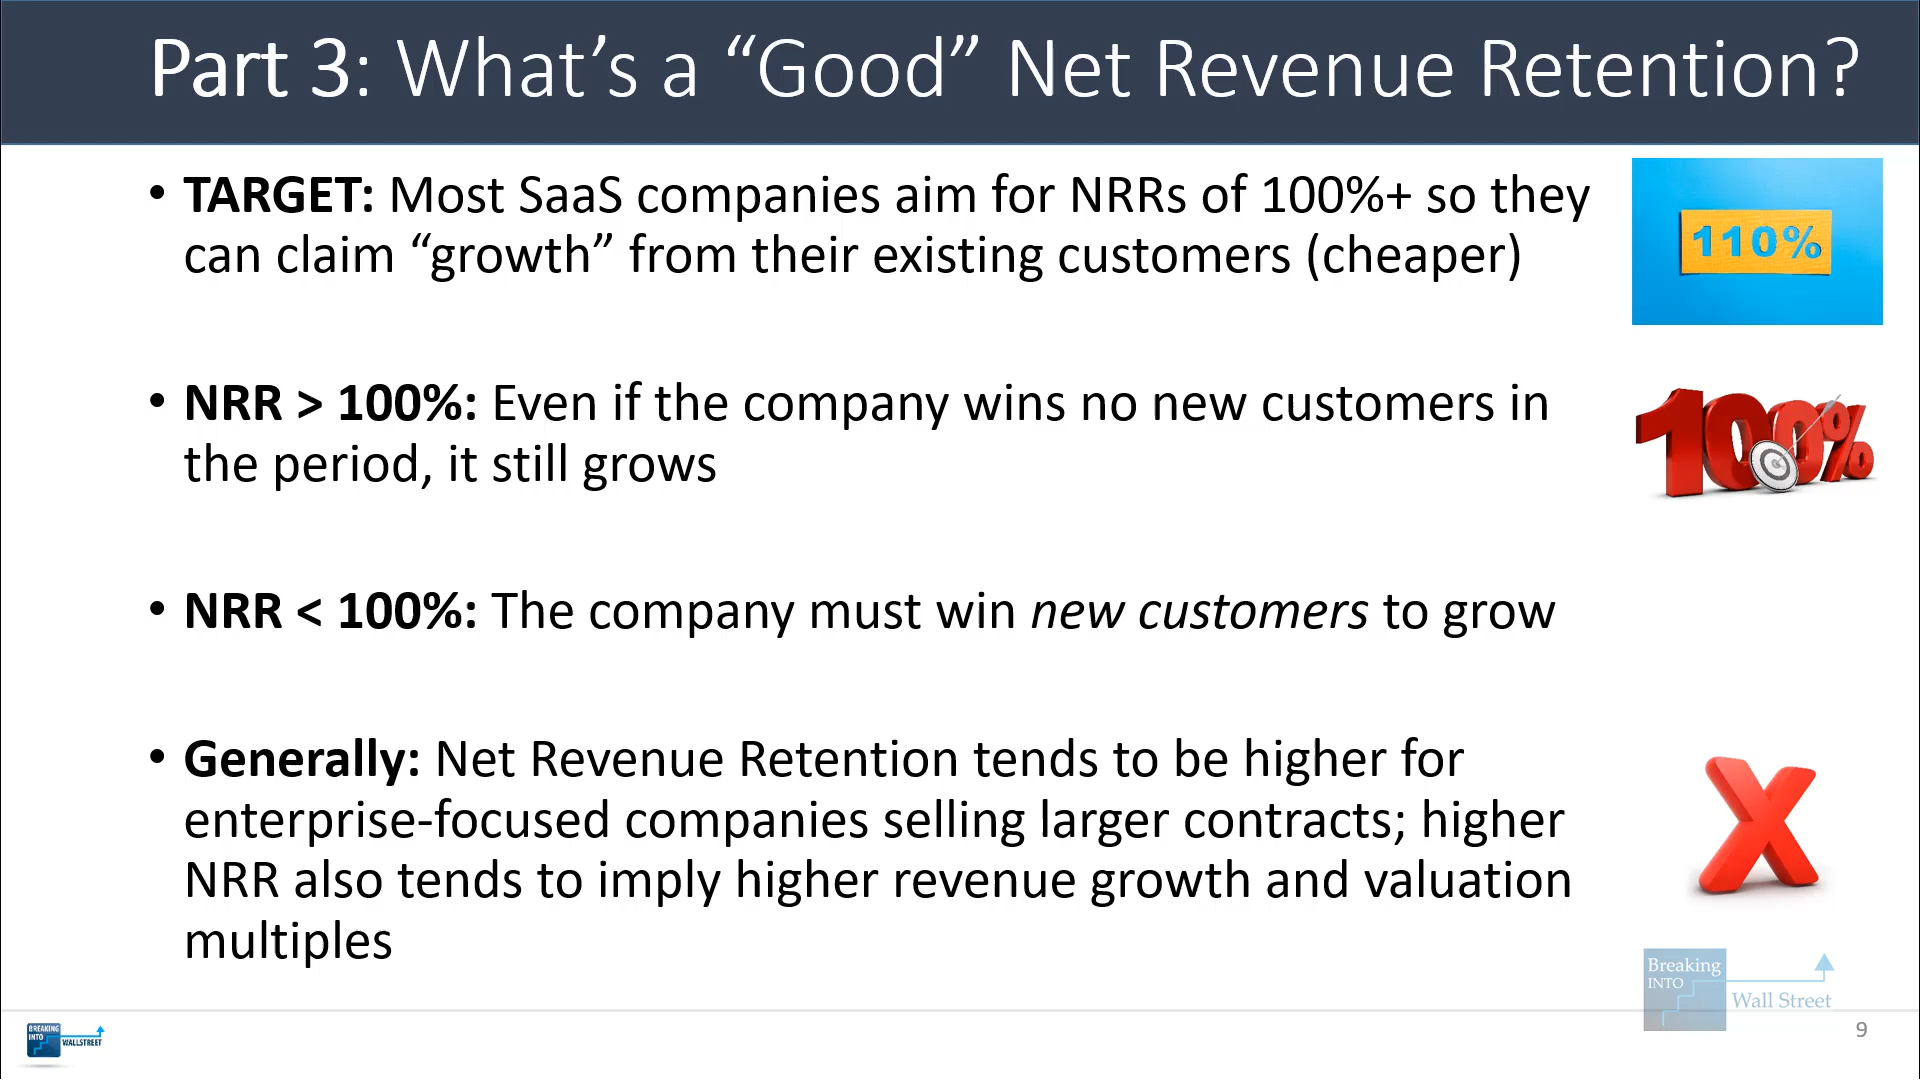 Part 3: What’s a “Good” Net Revenue Retention?
• TARGET: Most SaaS companies aim for NRRs of 100%+ so they
can claim “growth” from their existing customers (cheaper)
110%
• NRR > 100%: Even if the company wins no new customers in
the period, it still grows
100%
• NRR < 100%: The company must win new customers to grow
• Generally: Net Revenue Retention tends to be higher for
enterprise-focused companies selling larger contracts; higher
NRR also tends to imply higher revenue growth and valuation
multiples
Breaking
INTO
Wall Street
BREAKING
INTO
WALLSTREET
9